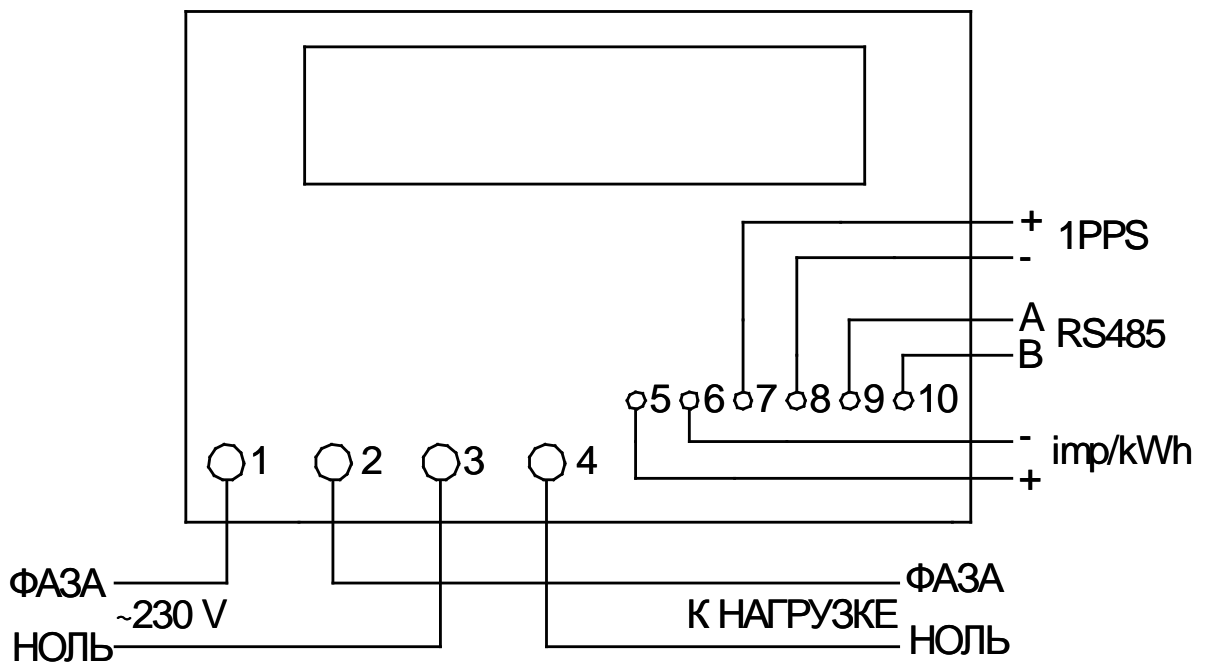 + 1PPS
-
A RS485
B
5 6 7 8 9 10
- imp/kWh
+
1 2 3 4
ФАЗА ФАЗА
~230 V К НАГРУЗКЕ
НОЛЬ НОЛЬ